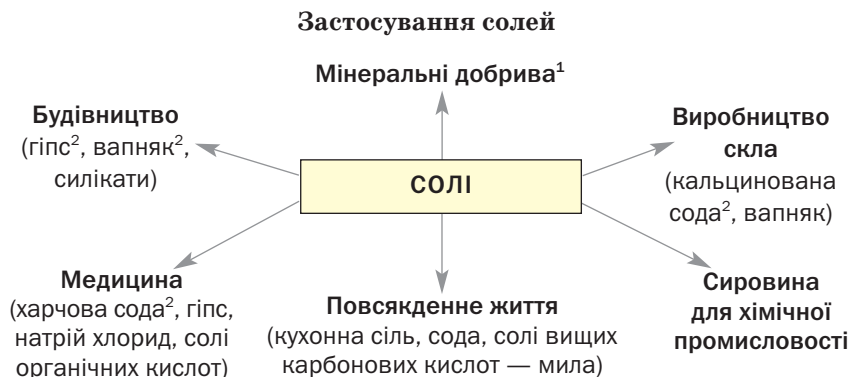 Застосування солей
Мінеральні добрива¹
Будівництво
(гіпс², вапняк²,
силікати)
Виробництво
скла
(кальцинована
сода², вапняк)
СОЛІ
Медицина
(харчова сода², гіпс,
натрій хлорид, солі
органічних кислот)
Повсякденне життя
(кухонна сіль, сода, солі вищих
карбонових кислот — мила)
Сировина
для хімічної
промисловості